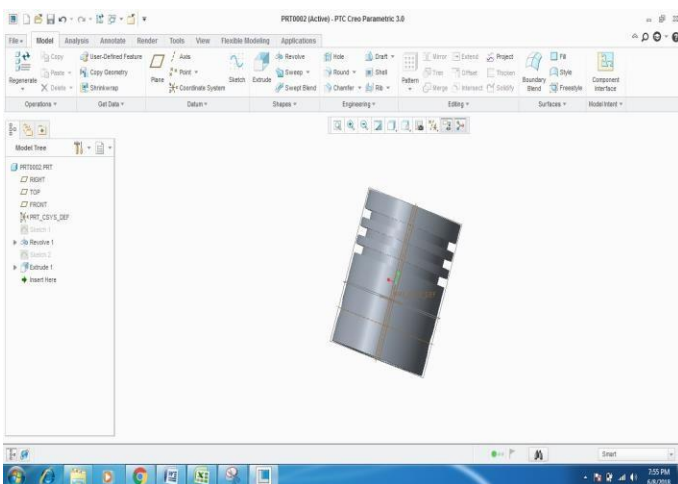 PRT0002 (Active) - PTC Creo Parametric 3.0
File Model Analysis Annotate Render Tools View Flexible Modeling Applications
Regenerate
Copy
Paste
Delete
User-Defined Feature
Copy Geometry
Shrinkwrap
Plane
Axis
Point
Coordinate System
Sketch
Extrude
Revolve
Sweep
Swept Blend
Hole
Round
Chamfer
Draft
Shell
Rib
Pattern
Mirror
Extend
Project
Trim
Offset
Thicken
Merge
Intersect
Solidify
Boundary Blend
Fill
Style
Freestyle
Component Interface
Operations Get Data Datum Shapes Engineering Editing Surfaces Model Intent
Model Tree
PRT0002.PRT
RIGHT
TOP
FRONT
PRT_CSYS_DEF
Sketch 1
Revolve 1
Sketch 2
Extrude 1
Insert Here
Smart
7:55 PM
6/8/2018